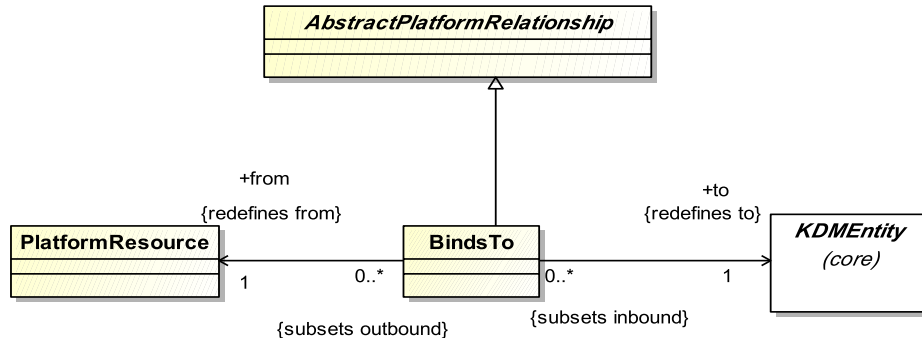 AbstractPlatformRelationship
+from
{redefines from}
+to
{redefines to}
PlatformResource
BindsTo
KDMEntity
(core)
1
0..*
0..*
1
{subsets outbound}
{subsets inbound}